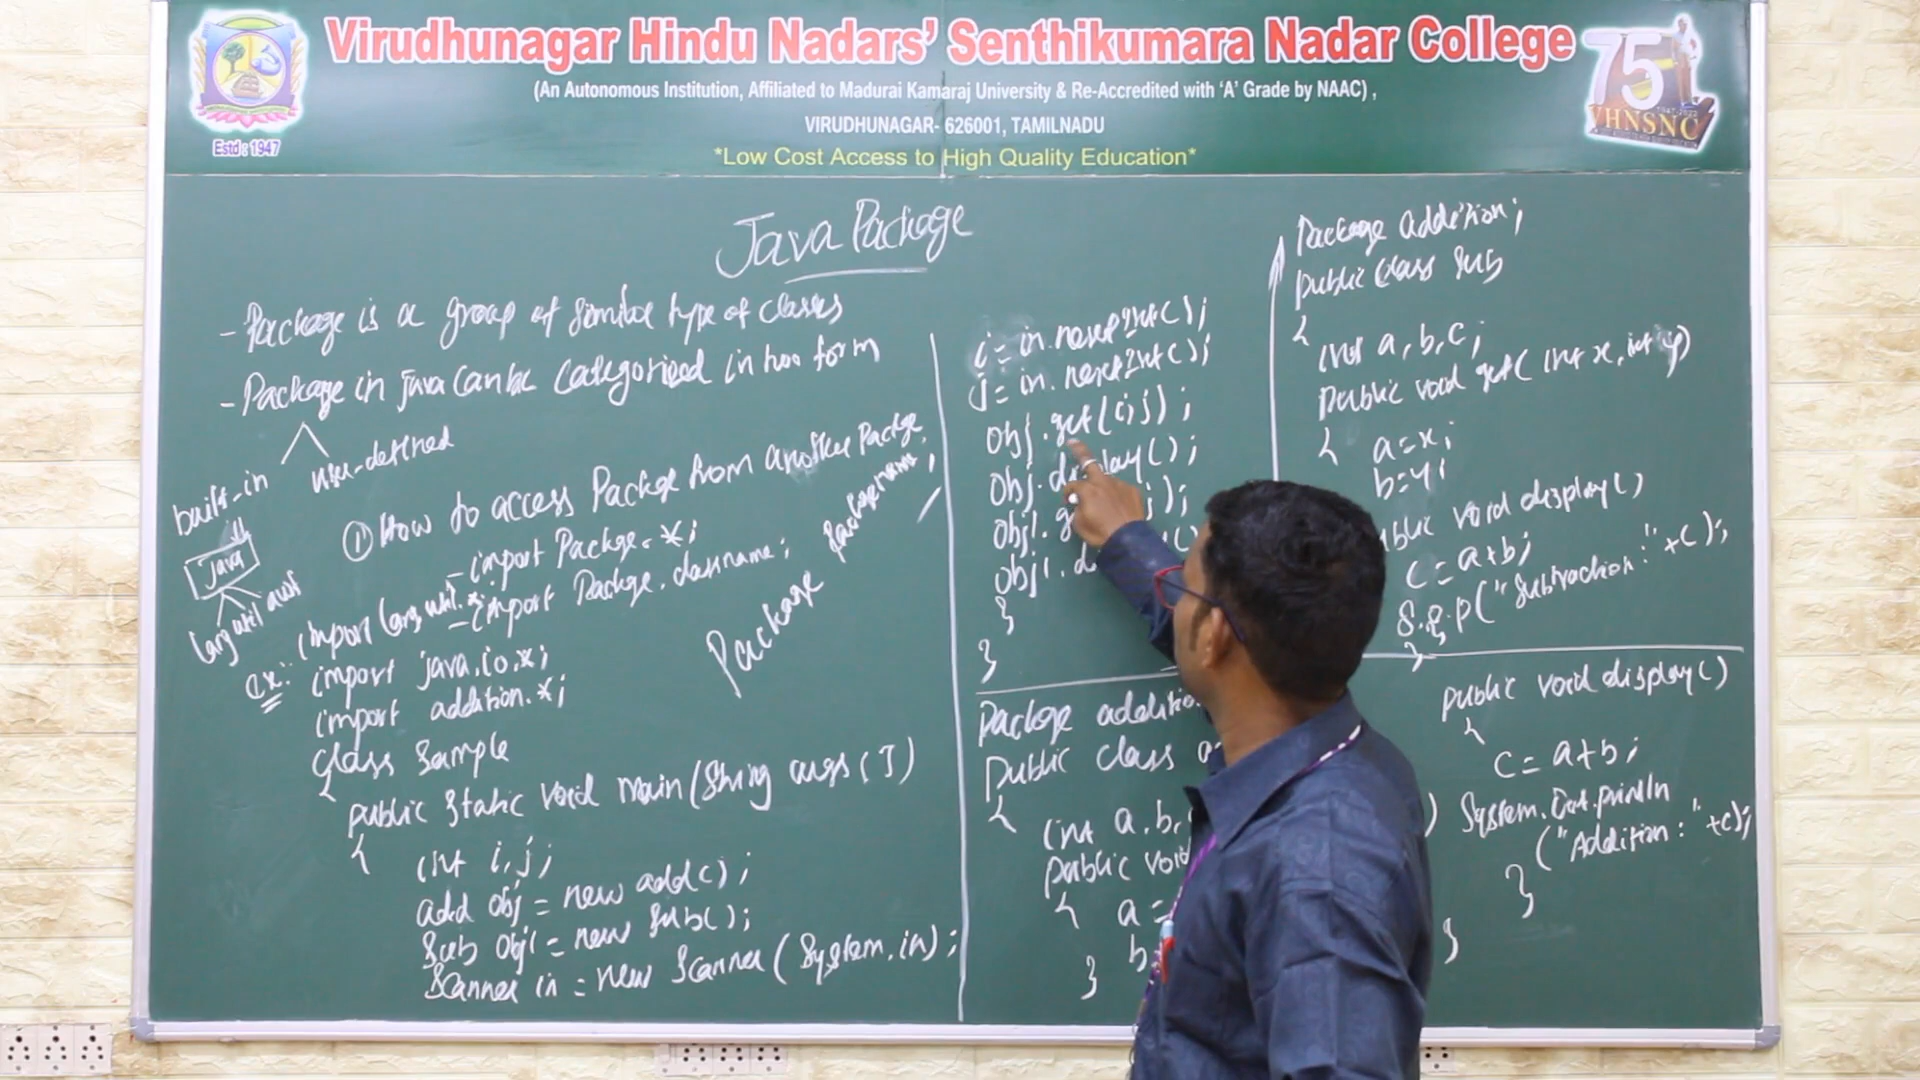 Virudhunagar Hindu Nadars' Senthikumara Nadar College
(An Autonomous Institution, Affiliated to Madurai Kamaraj University & Re-Accredited with 'A' Grade by NAAC) ,
VIRUDHUNAGAR- 626001, TAMILNADU
*Low Cost Access to High Quality Education*
Estd : 1947
75
VHNSNC
Java Package
- Package is a group of similar type of classes
- Package in java can be categorized in two form
built-in
user-defined
Java
lang util awt
① How to access Package from another Package
- import Package.*;
- import Package.classname;
Package Packagename;
ex: import lang.util.*
import java.io.*;
import addition.*;
class Sample
{
public static void main(String args[])
{
int i,j;
add obj = new add();
Sub obj1 = new Sub();
Scanner in = new Scanner(System.in);
i = in.nextInt();
j = in.nextInt();
obj.get(i,j);
obj.display();
obj1.g j);
obj1.d ()
}
}
Package additio
Public class a
{
int a,b,
Public void
{ a=
b
}
)
public void display()
{
c = a+b;
System.out.println
("Addition : "+c);
}
}
Package addition;
public class Sub
{
int a,b,c;
Public void get(int x, int y)
{ a=x;
b=y;
ublic void display()
c = a+b;
S.o.p("Subtraction : "+c);
}